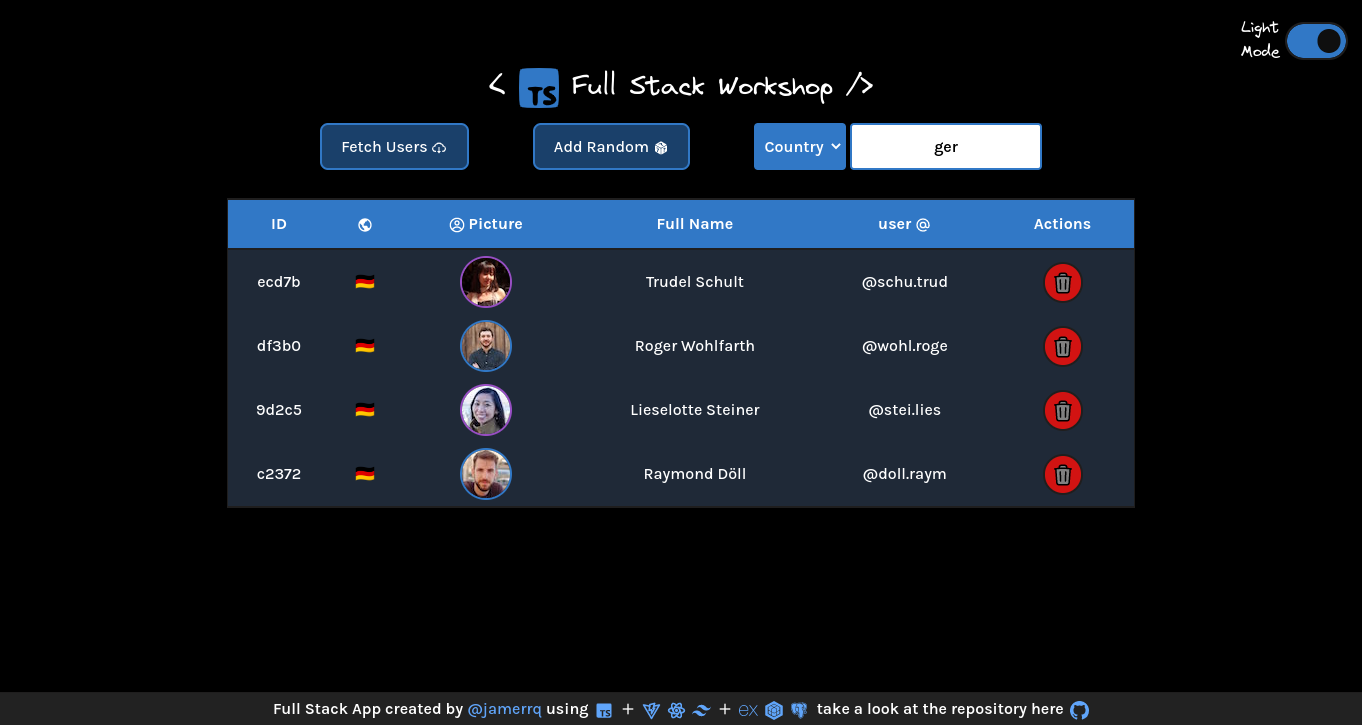 Light
Mode
< TS Full Stack Workshop />
Fetch Users Add Random Country ger
ID Picture Full Name user @ Actions
ecd7b Trudel Schult @schu.trud
df3b0 Roger Wohlfarth @wohl.roge
9d2c5 Lieselotte Steiner @stei.lies
c2372 Raymond Döll @doll.raym
Full Stack App created by @jamerrq using TS + + ex take a look at the repository here